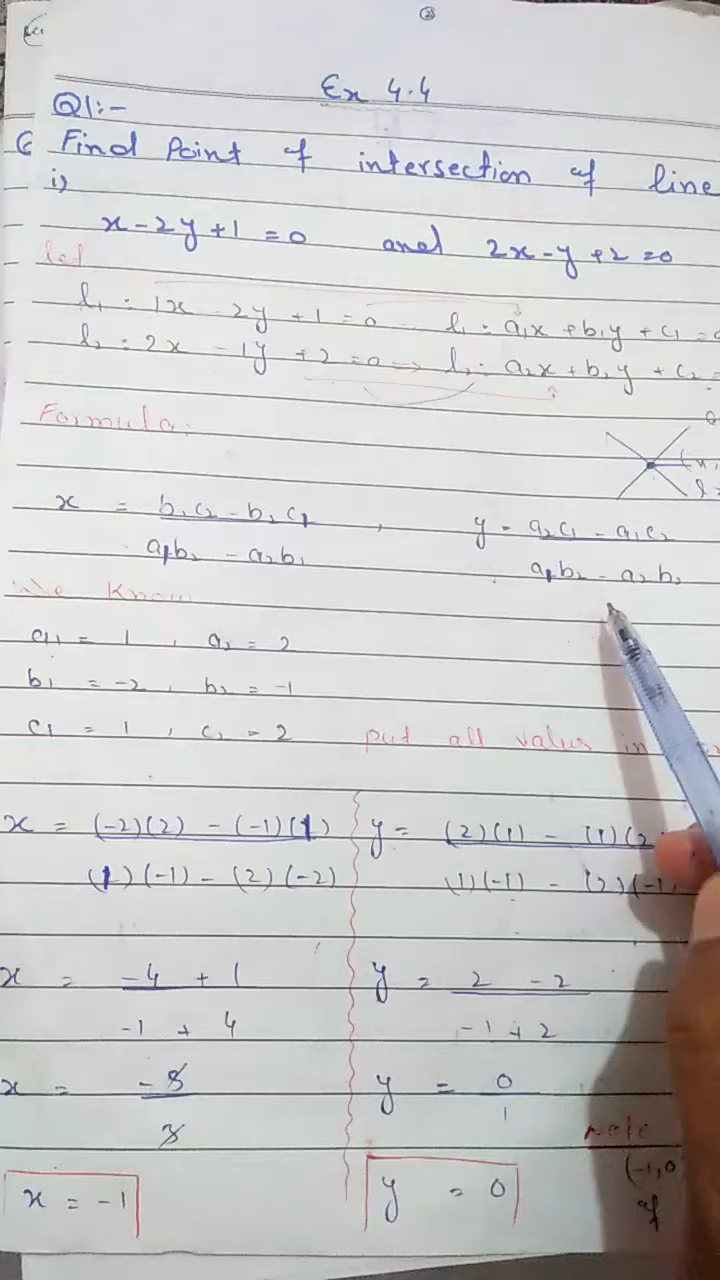 ②
Ex 4.4
Q1:-
Find Point of intersection of line
i)
x - 2y + 1 = 0 and 2x - y + 2 = 0
let
l₁ : 1x - 2y + 1 = 0 l₁ : a₁x + b₁y + c₁ =
l₂ : 2x - 1y + 2 = 0 → l₂ : a₂x + b₂y + c₂ =
Formula:
x = b₁c₂ - b₂c₁ , y = a₂c₁ - a₁c₂
a₁b₂ - a₂b₁ a₁b₂ - a₂b₂
We Know
a₁ = 1 , a₂ = 2
b₁ = -2 , b₂ = -1
c₁ = 1 , c₂ = 2 put all values in
x = (-2)(2) - (-1)(1) y = (2)(1) - (1)(2
(1)(-1) - (2)(-2) (1)(-1) - (2)(-1
x = -4 + 1 y = 2 - 2
-1 + 4 -1 + 2
x = -3 y = 0
3 1
Note
(-1,0
x = -1 y = 0 of